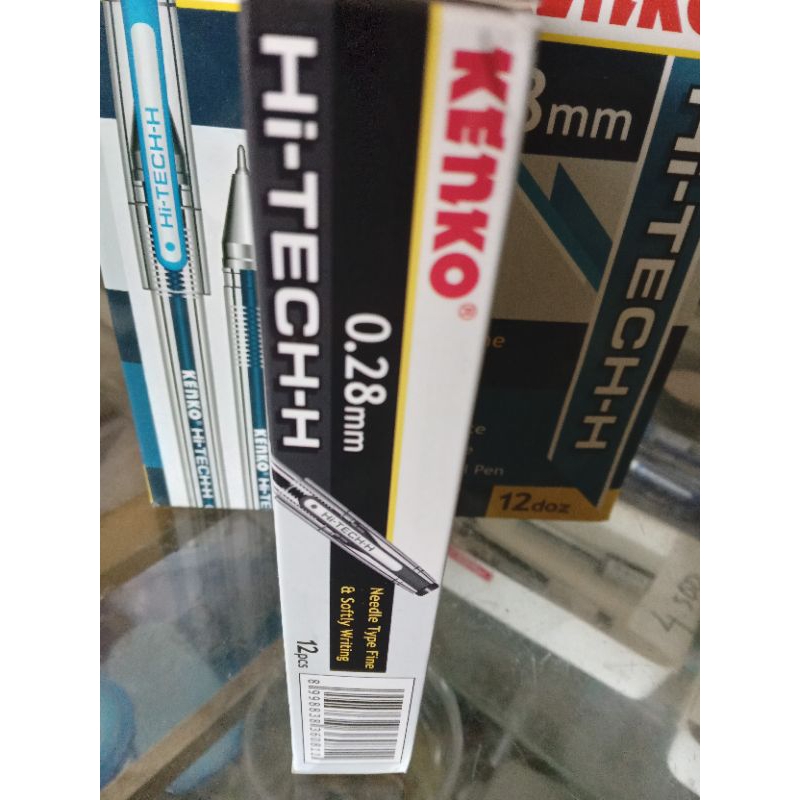 KENKO®
Hi-TECH-H
0.28mm
Hi-TECH-H
Needle Type Fine
& Softly Writing
12pcs
Hi-TECH-H
KENKO Hi-TECH-H
KENKO Hi-TE
8mm
Hi-TECH-H
Pen
12doz